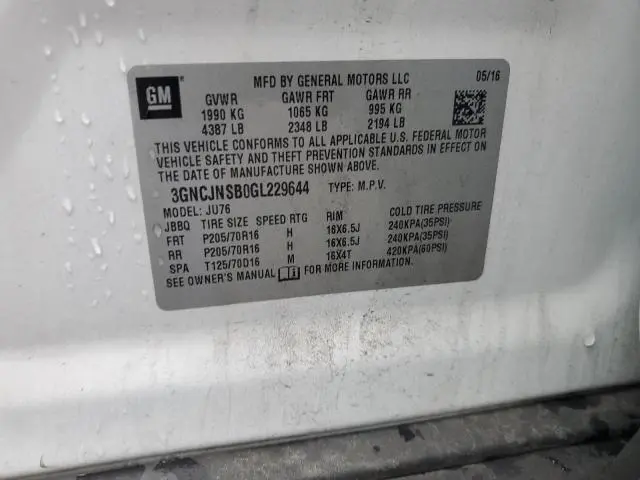 GM
MFD BY GENERAL MOTORS LLC 05/16
GVWR GAWR FRT GAWR RR
1990 KG 1065 KG 995 KG
4387 LB 2348 LB 2194 LB
THIS VEHICLE CONFORMS TO ALL APPLICABLE U.S. FEDERAL MOTOR
VEHICLE SAFETY AND THEFT PREVENTION STANDARDS IN EFFECT ON
THE DATE OF MANUFACTURE SHOWN ABOVE.
3GNCJNSB0GL229644 TYPE: M.P.V.
MODEL: JU76
JBBQ TIRE SIZE SPEED RTG RIM COLD TIRE PRESSURE
FRT P205/70R16 H 16X6.5J 240KPA(35PSI)
RR P205/70R16 H 16X6.5J 240KPA(35PSI)
SPA T125/70D16 M 16X4T 420KPA(60PSI)
SEE OWNER'S MANUAL FOR MORE INFORMATION.